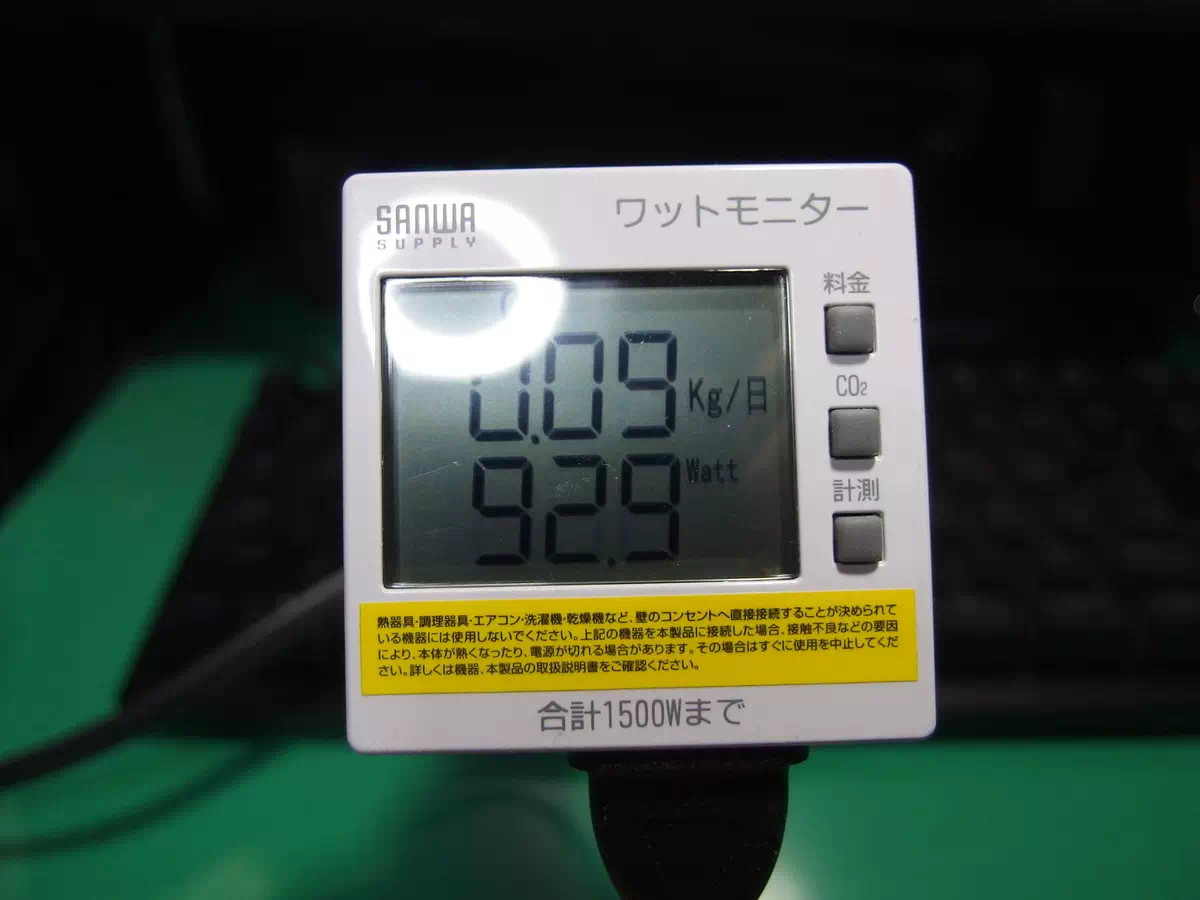 SANWA
SUPPLY
ワットモニター
料金
0.09 Kg/日
CO₂
92.9 Watt
計測
熱器具・調理器具・エアコン・洗濯機・乾燥機など、壁のコンセントへ直接接続することが決められて
いる機器には使用しないでください。上記の機器を本製品に接続した場合、接触不良などの要因
により、本体が熱くなったり、電源が切れる場合があります。その場合はすぐに使用を中止してくだ
さい。詳しくは機器、本製品の取扱説明書をご確認ください。
合計1500Wまで